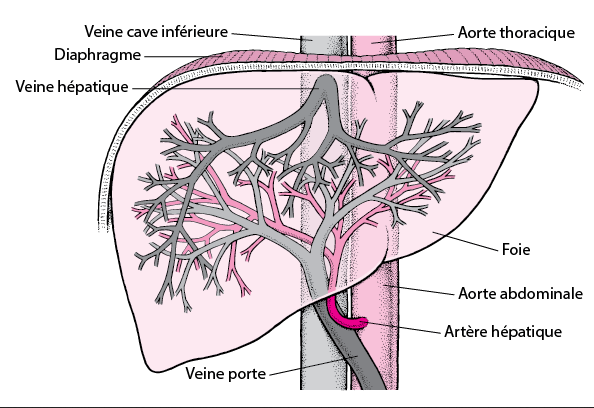 Veine cave inférieure
Aorte thoracique
Diaphragme
Veine hépatique
Foie
Aorte abdominale
Artère hépatique
Veine porte